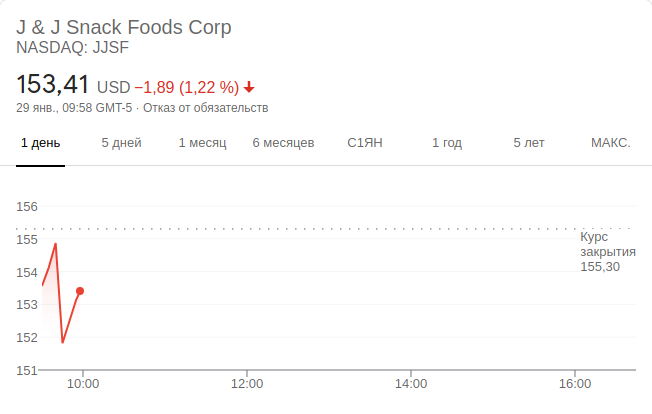 J & J Snack Foods Corp
NASDAQ: JJSF
153,41 USD −1,89 (1,22 %)
29 янв., 09:58 GMT-5 · Отказ от обязательств
1 день 5 дней 1 месяц 6 месяцев С1ЯН 1 год 5 лет МАКС.
156
155
154
153
152
151
Курс
закрытия
155,30
10:00 12:00 14:00 16:00